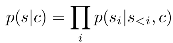 p(s|c) = ∏_i p(s_i|s_{<i}, c)